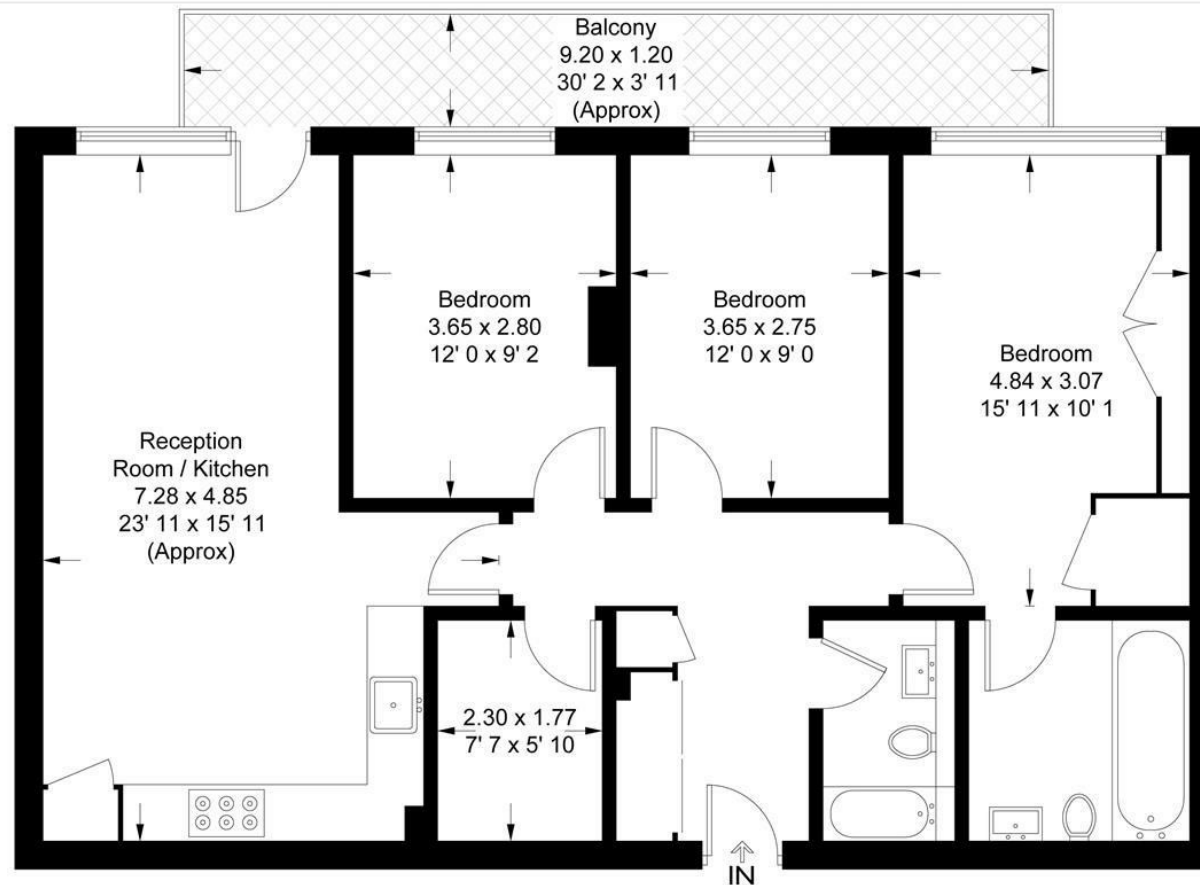 Balcony
9.20 x 1.20
30' 2 x 3' 11
(Approx)
Bedroom
3.65 x 2.80
12' 0 x 9' 2
Bedroom
3.65 x 2.75
12' 0 x 9' 0
Bedroom
4.84 x 3.07
15' 11 x 10' 1
Reception
Room / Kitchen
7.28 x 4.85
23' 11 x 15' 11
(Approx)
2.30 x 1.77
7' 7 x 5' 10
IN